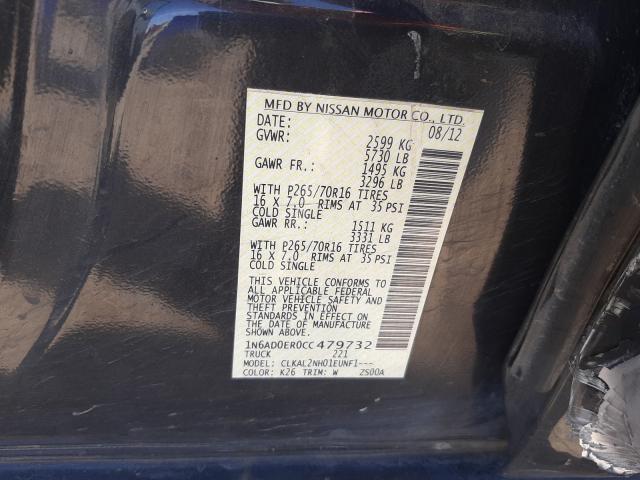 MFD BY NISSAN MOTOR CO., LTD.
DATE: 08/12
GVWR: 2599 KG
5730 LB
GAWR FR.: 1495 KG
3296 LB
WITH P265/70R16 TIRES
16 X 7.0 RIMS AT 35 PSI
COLD SINGLE
GAWR RR.: 1511 KG
3331 LB
WITH P265/70R16 TIRES
16 X 7.0 RIMS AT 35 PSI
COLD SINGLE
THIS VEHICLE CONFORMS TO
ALL APPLICABLE FEDERAL
MOTOR VEHICLE SAFETY AND
THEFT PREVENTION
STANDARDS IN EFFECT ON
THE DATE OF MANUFACTURE
SHOWN ABOVE.
1N6AD0ER0CC479732
TRUCK 221
MODEL: CLKAL2NH01EUNF1---
COLOR: K26 TRIM: W 2S00A